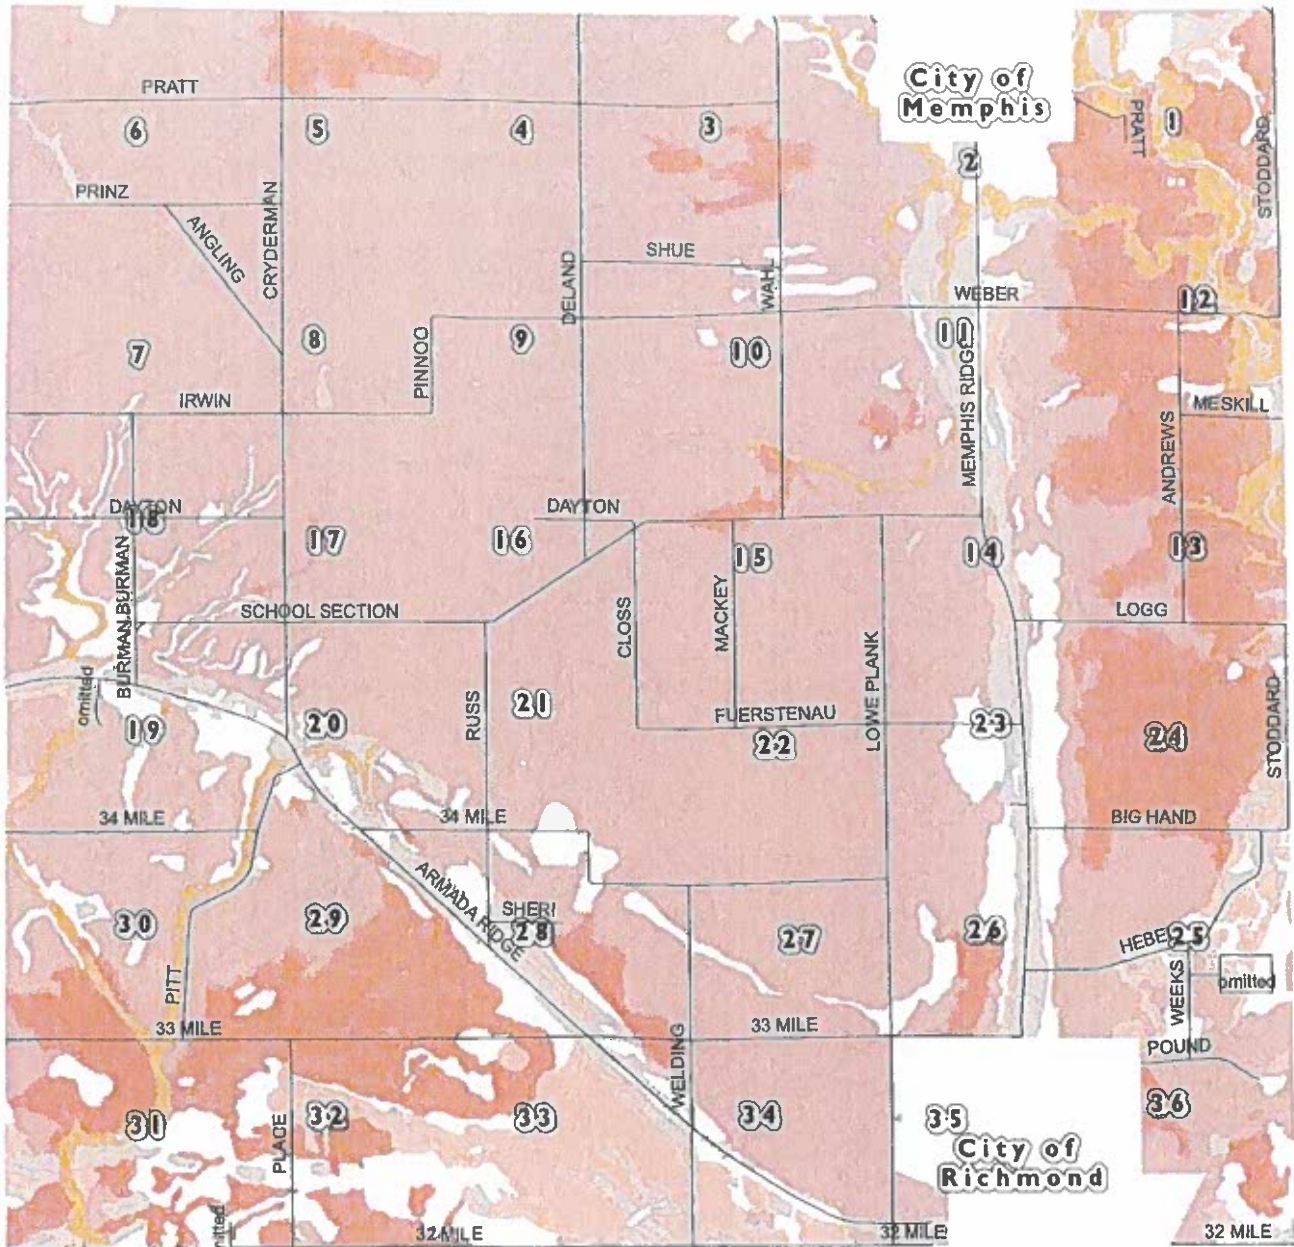 City of
Memphis
PRATT
6
5
4
3
PRATT
1
STODDARD
2
PRINZ
ANGLING
CRYDERMAN
SHUE
DELAND
WAHL
WEBER
12
7
8
PINNOO
9
10
11
MEMPHIS RIDGE
IRWIN
MESKILL
ANDREWS
DAYTON
18
DAYTON
17
16
15
14
13
BURMAN
BURMAN
SCHOOL SECTION
CLOSS
MACKEY
LOGG
omitted
LOWE PLANK
19
20
RUSS
21
FUERSTENAU
22
23
24
STODDARD
34 MILE
34 MILE
BIG HAND
ARMADA RIDGE
SHERI
30
29
28
27
26
25
PITT
WEEKS
omitted
33 MILE
33 MILE
WELDING
POUND
31
PLACE
32
33
34
35
36
City of
Richmond
32 MILE
32 MILE
32 MILE